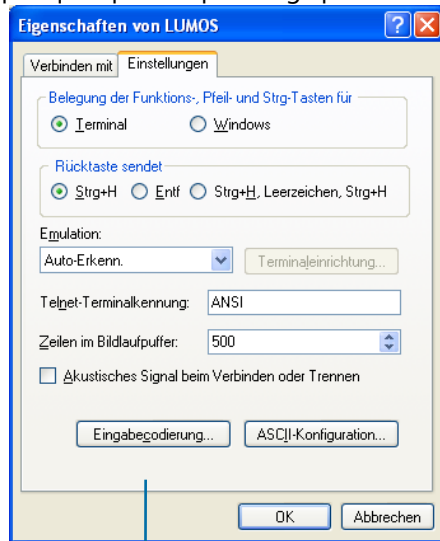 Eigenschaften von LUMOS
Verbinden mit Einstellungen
Belegung der Funktions-, Pfeil- und Strg-Tasten für
Terminal Windows
Rücktaste sendet
Strg+H Entf Strg+H, Leerzeichen, Strg+H
Emulation:
Auto-Erkenn. Terminaleinrichtung...
Telnet-Terminalkennung: ANSI
Zeilen im Bildlaufpuffer: 500
Akustisches Signal beim Verbinden oder Trennen
Eingabecodierung... ASCII-Konfiguration...
OK Abbrechen